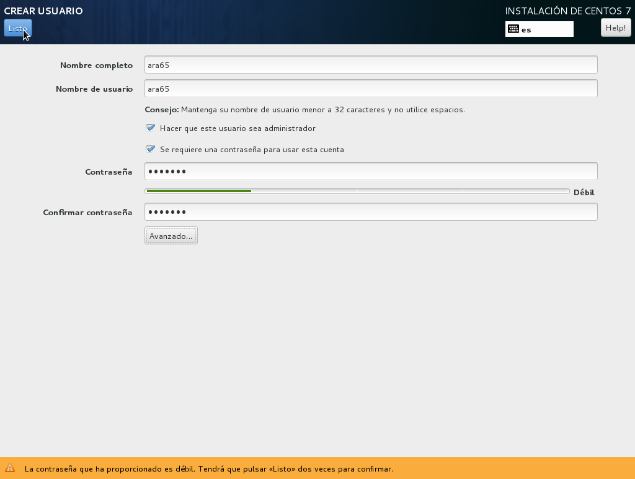 CREAR USUARIO
INSTALACIÓN DE CENTOS 7
Listo
es
Help!
Nombre completo
ara65
Nombre de usuario
ara65
Consejo: Mantenga su nombre de usuario menor a 32 caracteres y no utilice espacios.
Hacer que este usuario sea administrador
Se requiere una contraseña para usar esta cuenta
Contraseña
•••••••
Débil
Confirmar contraseña
•••••••
Avanzado...
La contraseña que ha proporcionado es débil. Tendrá que pulsar «Listo» dos veces para confirmar.